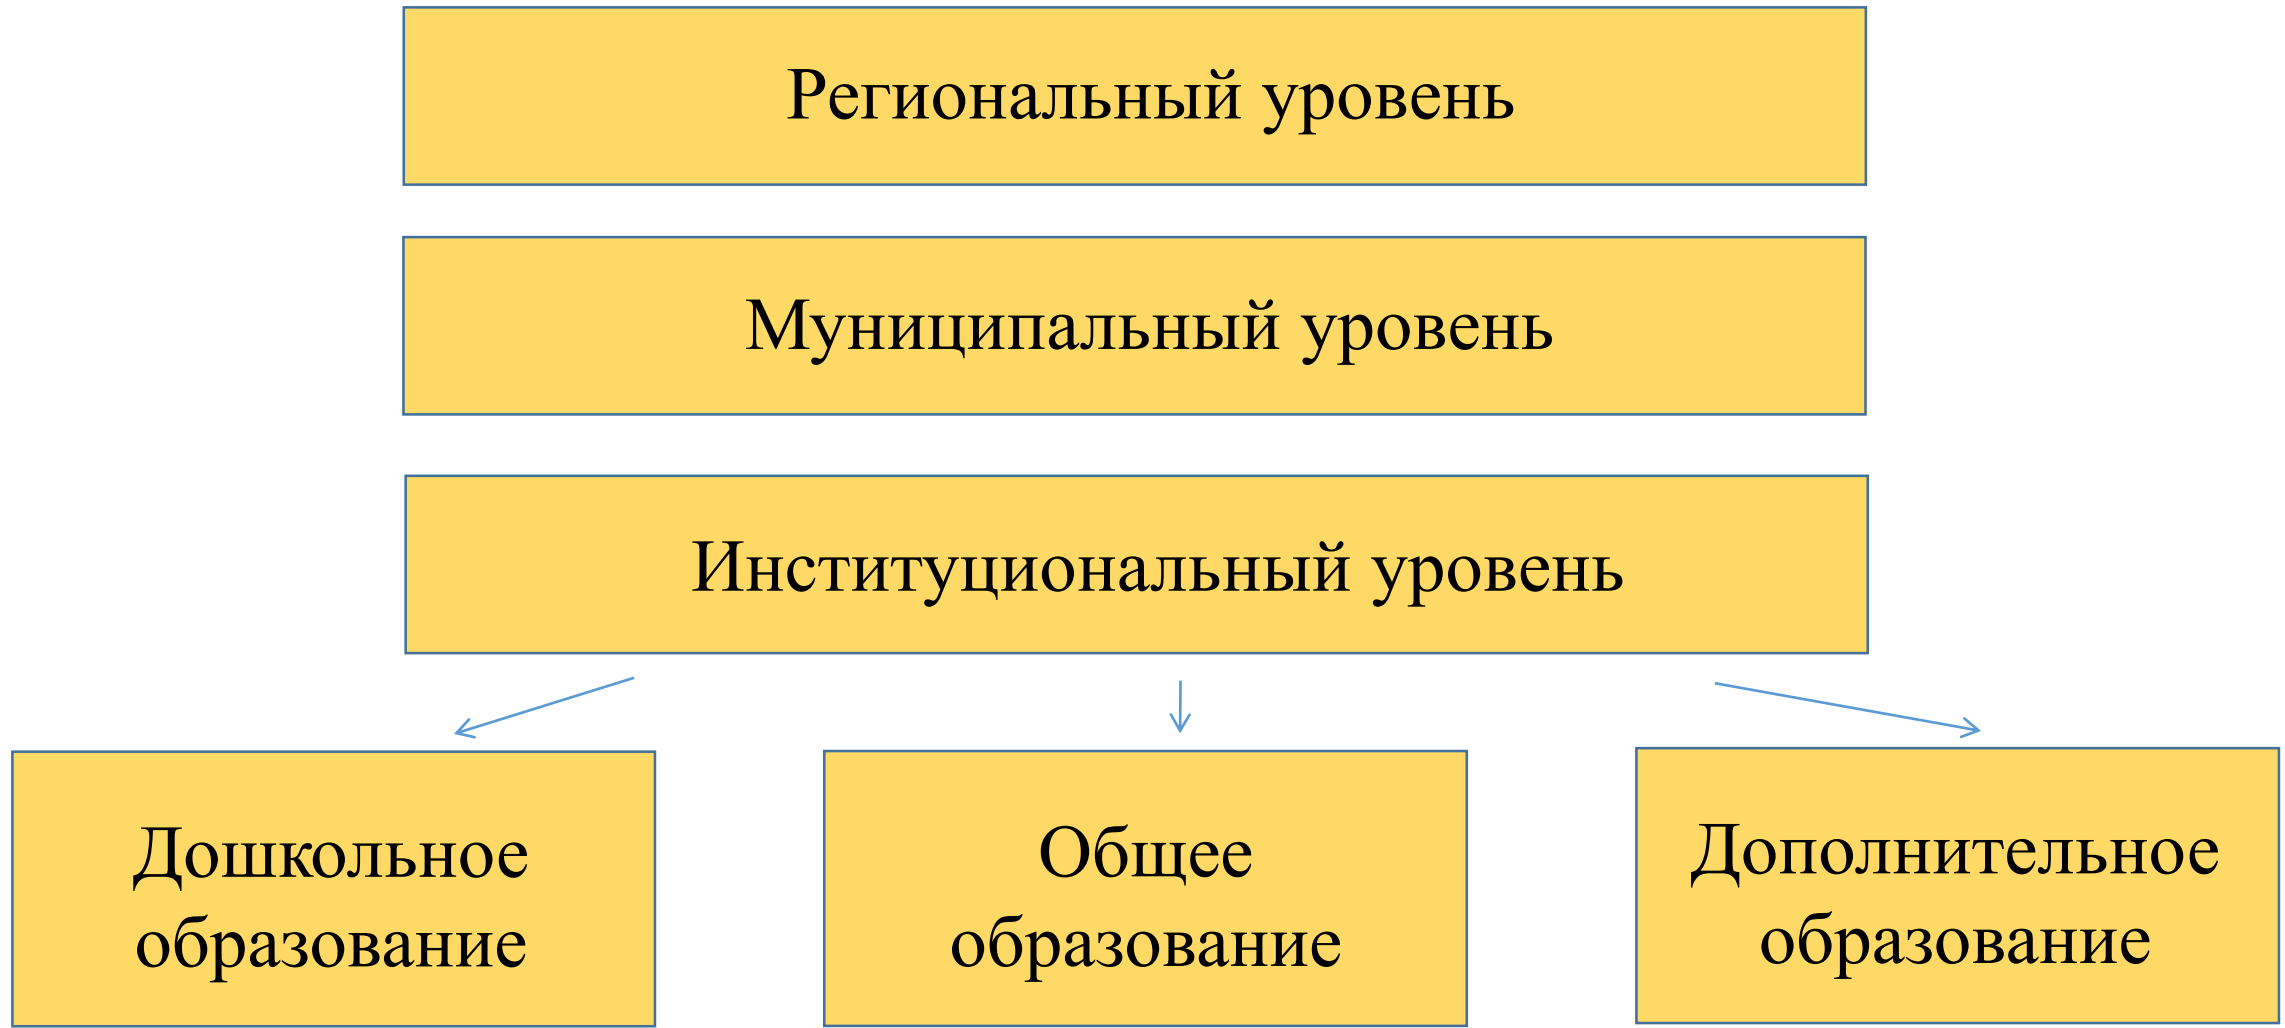 Региональный уровень
Муниципальный уровень
Институциональный уровень
Дошкольное
образование
Общее
образование
Дополнительное
образование